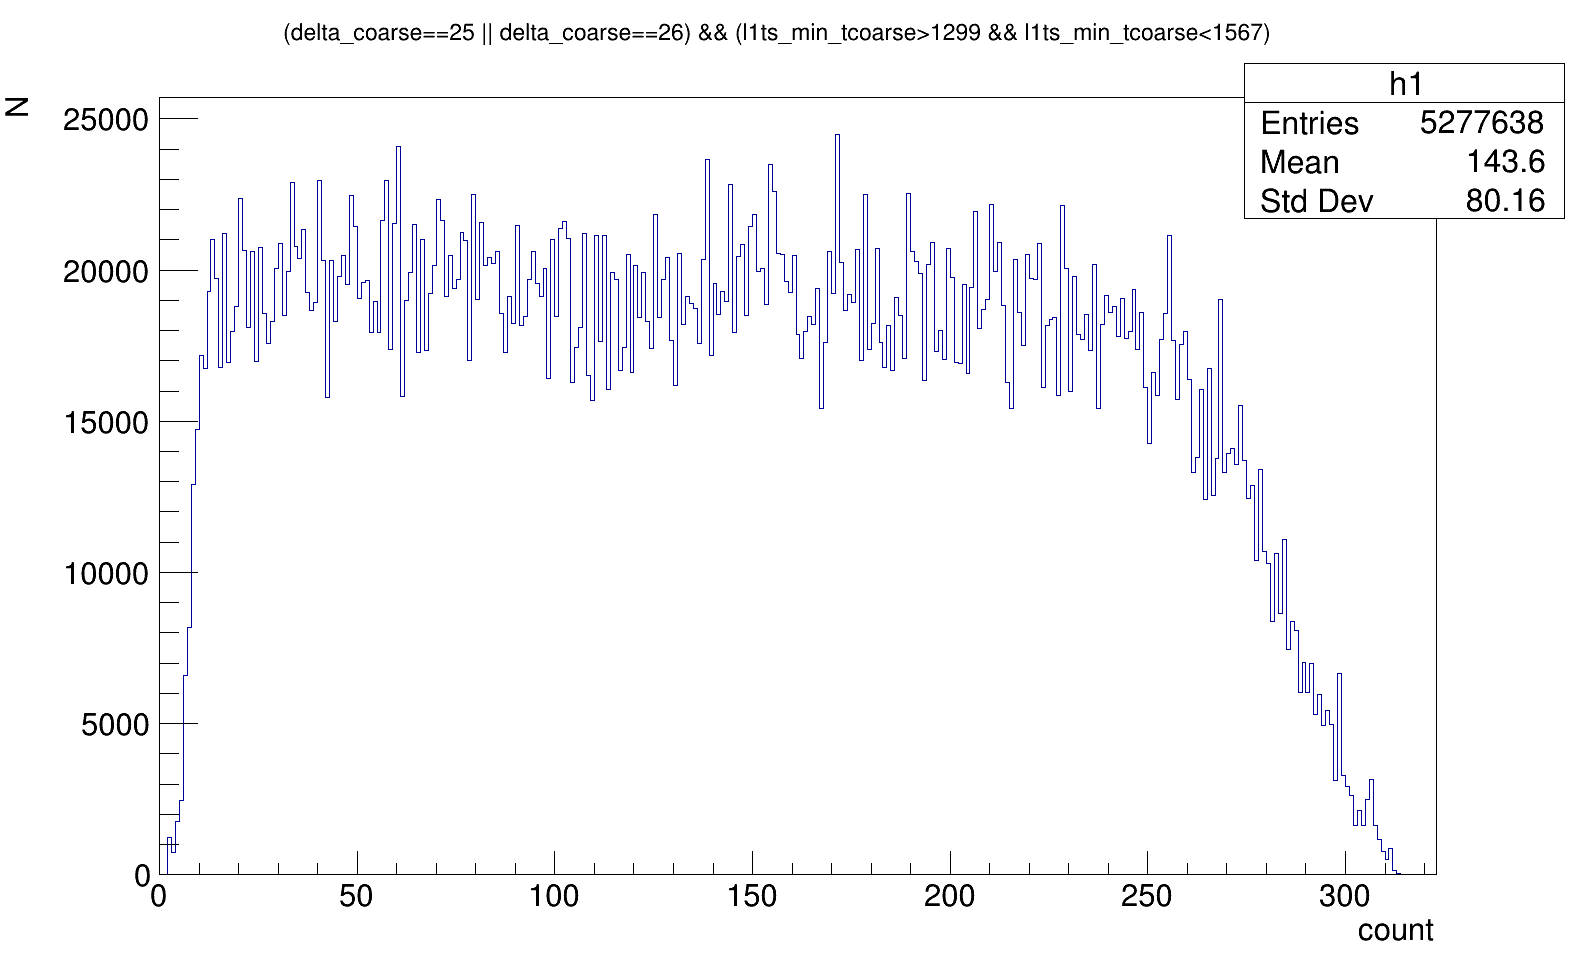 (delta_coarse==25 || delta_coarse==26) && (l1ts_min_tcoarse>1299 && l1ts_min_tcoarse<1567)
h1
Entries 5277638
Mean 143.6
Std Dev 80.16
N
25000
20000
15000
10000
5000
0
0 50 100 150 200 250 300
count